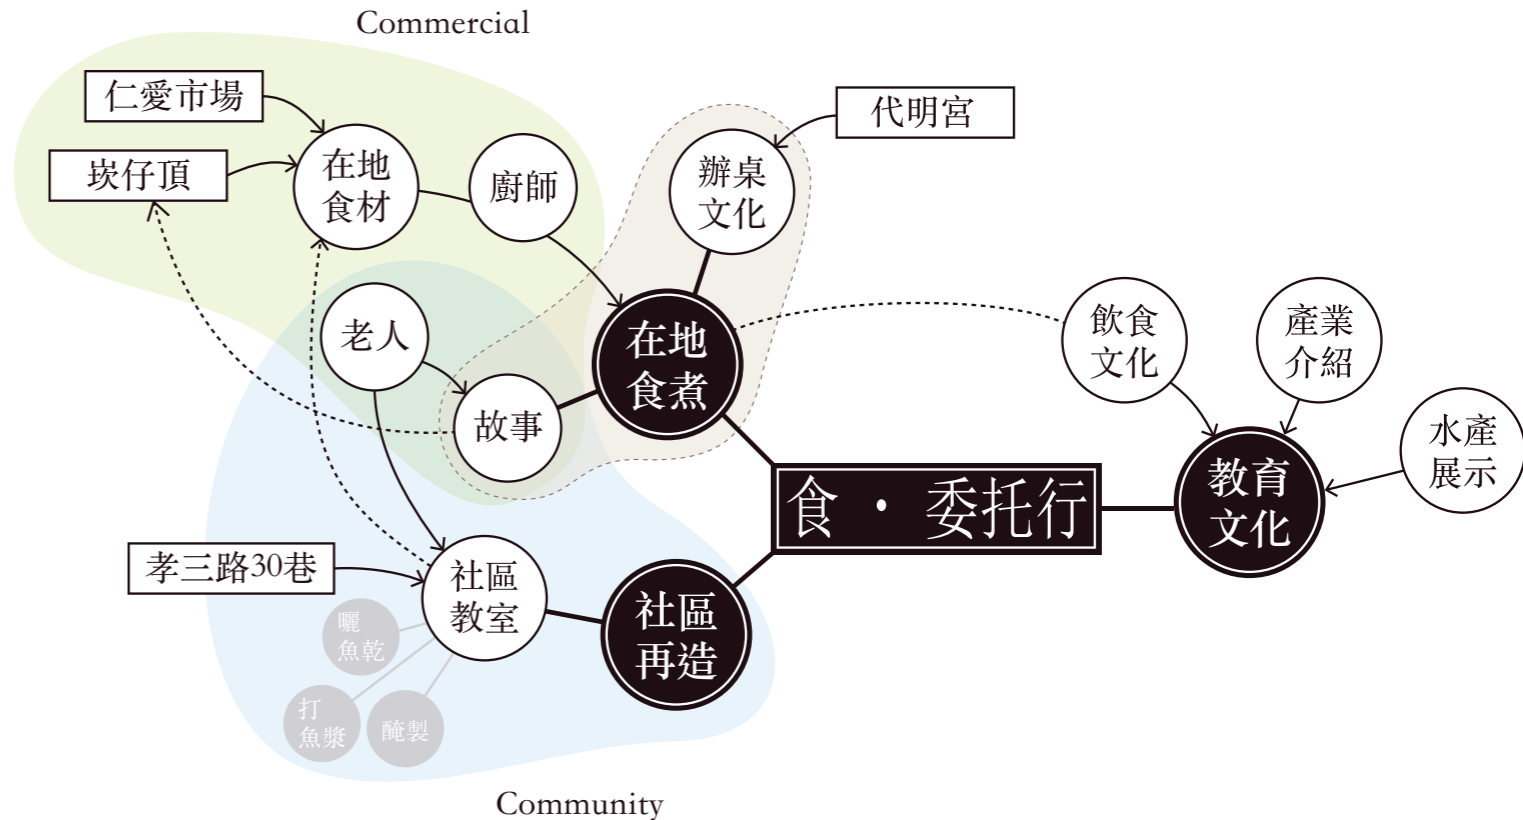 Commercial
仁愛市場
崁仔頂
在地
食材
廚師
辦桌
文化
代明宮
老人
故事
在地
食煮
飲食
文化
產業
介紹
水產
展示
教育
文化
食・委托行
孝三路30巷
社區
教室
社區
再造
曬
魚乾
打
魚漿
醃製
Community